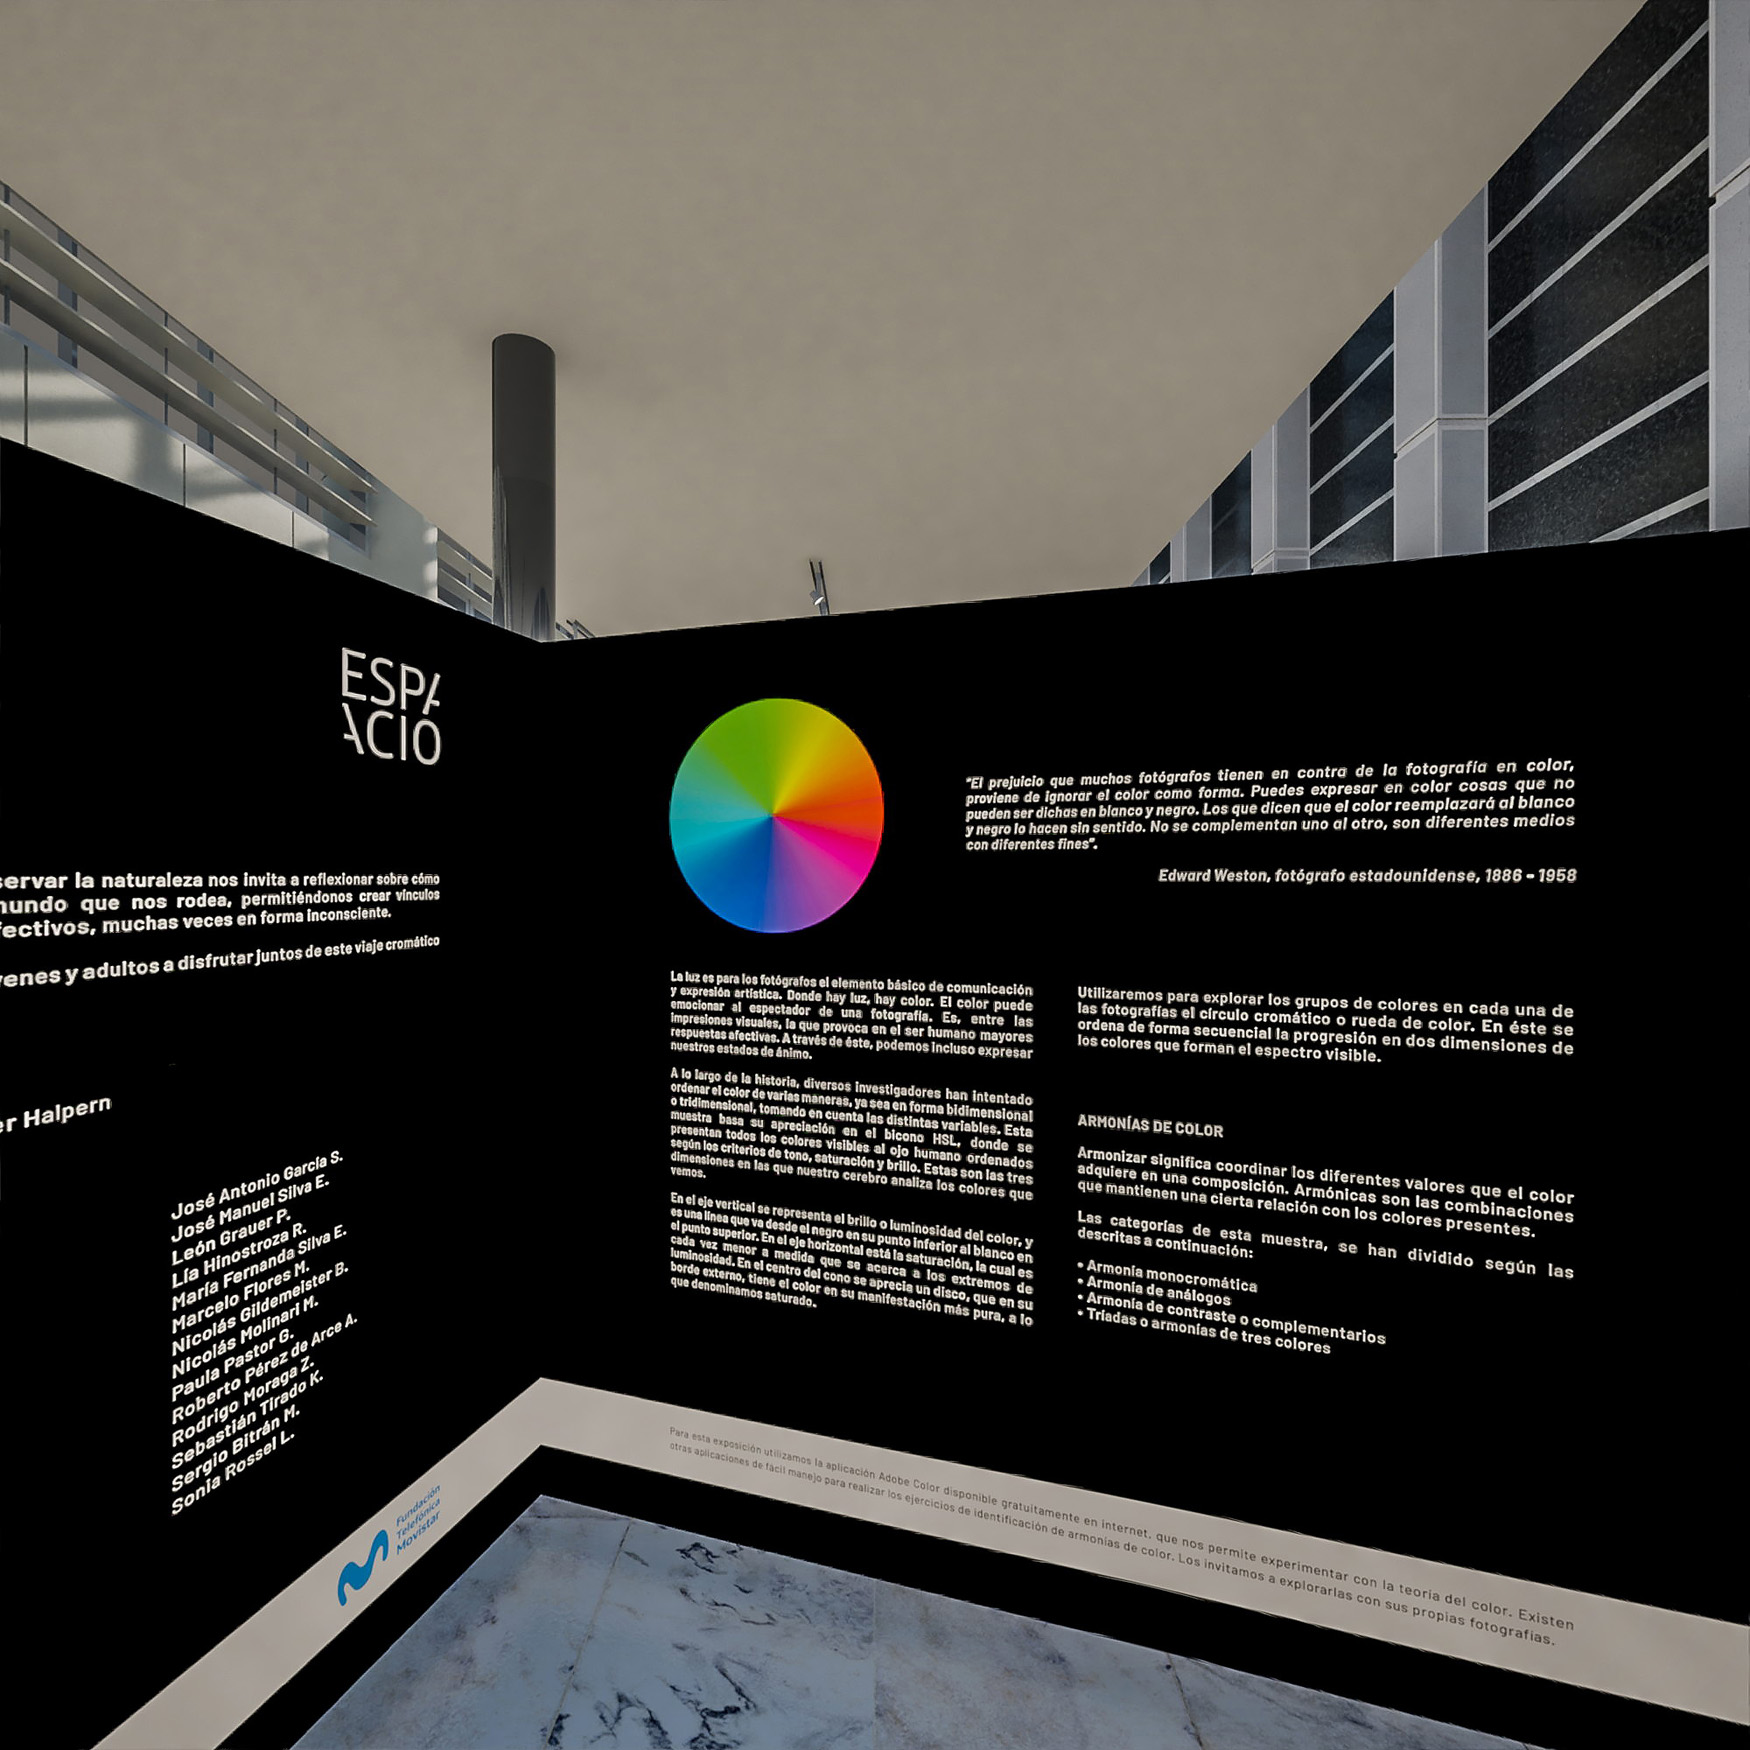 ESPA
ACIO
servar la naturaleza nos invita a reflexionar sobre cómo
mundo que nos rodea, permitiéndonos crear vínculos
fectivos, muchas veces en forma inconsciente.
venes y adultos a disfrutar juntos de este viaje cromático
er Halpern
José Antonio García S.
José Manuel Silva E.
León Grauer P.
Lía Hinostroza R.
María Fernanda Silva E.
Marcelo Flores M.
Nicolás Gildemeister B.
Nicolás Molinari M.
Paula Pastor G.
Roberto Pérez de Arce A.
Rodrigo Moraga Z.
Sebastián Tirado K.
Sergio Bitrán M.
Sonia Rossel L.
Fundación
Telefónica
Movistar
"El prejuicio que muchos fotógrafos tienen en contra de la fotografía en color,
proviene de ignorar el color como forma. Puedes expresar en color cosas que no
pueden ser dichas en blanco y negro. Los que dicen que el color reemplazará al blanco
y negro lo hacen sin sentido. No se complementan uno al otro, son diferentes medios
con diferentes fines".
Edward Weston, fotógrafo estadounidense, 1886 - 1958
La luz es para los fotógrafos el elemento básico de comunicación
y expresión artística. Donde hay luz, hay color. El color puede
emocionar al espectador de una fotografía. Es, entre las
impresiones visuales, la que provoca en el ser humano mayores
respuestas afectivas. A través de éste, podemos incluso expresar
nuestros estados de ánimo.
A lo largo de la historia, diversos investigadores han intentado
ordenar el color de varias maneras, ya sea en forma bidimensional
o tridimensional, tomando en cuenta las distintas variables. Esta
muestra basa su apreciación en el bicono HSL, donde se
presentan todos los colores visibles al ojo humano ordenados
según los criterios de tono, saturación y brillo. Estas son las tres
dimensiones en las que nuestro cerebro analiza los colores que
vemos.
En el eje vertical se representa el brillo o luminosidad del color, y
es una línea que va desde el negro en su punto inferior al blanco en
el punto superior. En el eje horizontal está la saturación, la cual es
cada vez menor a medida que se acerca a los extremos de
luminosidad. En el centro del cono se aprecia un disco, que en su
borde externo, tiene el color en su manifestación más pura, a lo
que denominamos saturado.
Utilizaremos para explorar los grupos de colores en cada una de
las fotografías el círculo cromático o rueda de color. En éste se
ordena de forma secuencial la progresión en dos dimensiones de
los colores que forman el espectro visible.
ARMONÍAS DE COLOR
Armonizar significa coordinar los diferentes valores que el color
adquiere en una composición. Armónicas son las combinaciones
que mantienen una cierta relación con los colores presentes.
Las categorías de esta muestra, se han dividido según las
descritas a continuación:
• Armonía monocromática
• Armonía de análogos
• Armonía de contraste o complementarios
• Tríadas o armonías de tres colores
Para esta exposición utilizamos la aplicación Adobe Color disponible gratuitamente en internet. que nos permite experimentar con la teoría del color. Existen
otras aplicaciones de fácil manejo para realizar los ejercicios de identificación de armonías de color. Los invitamos a explorarlas con sus propias fotografías.